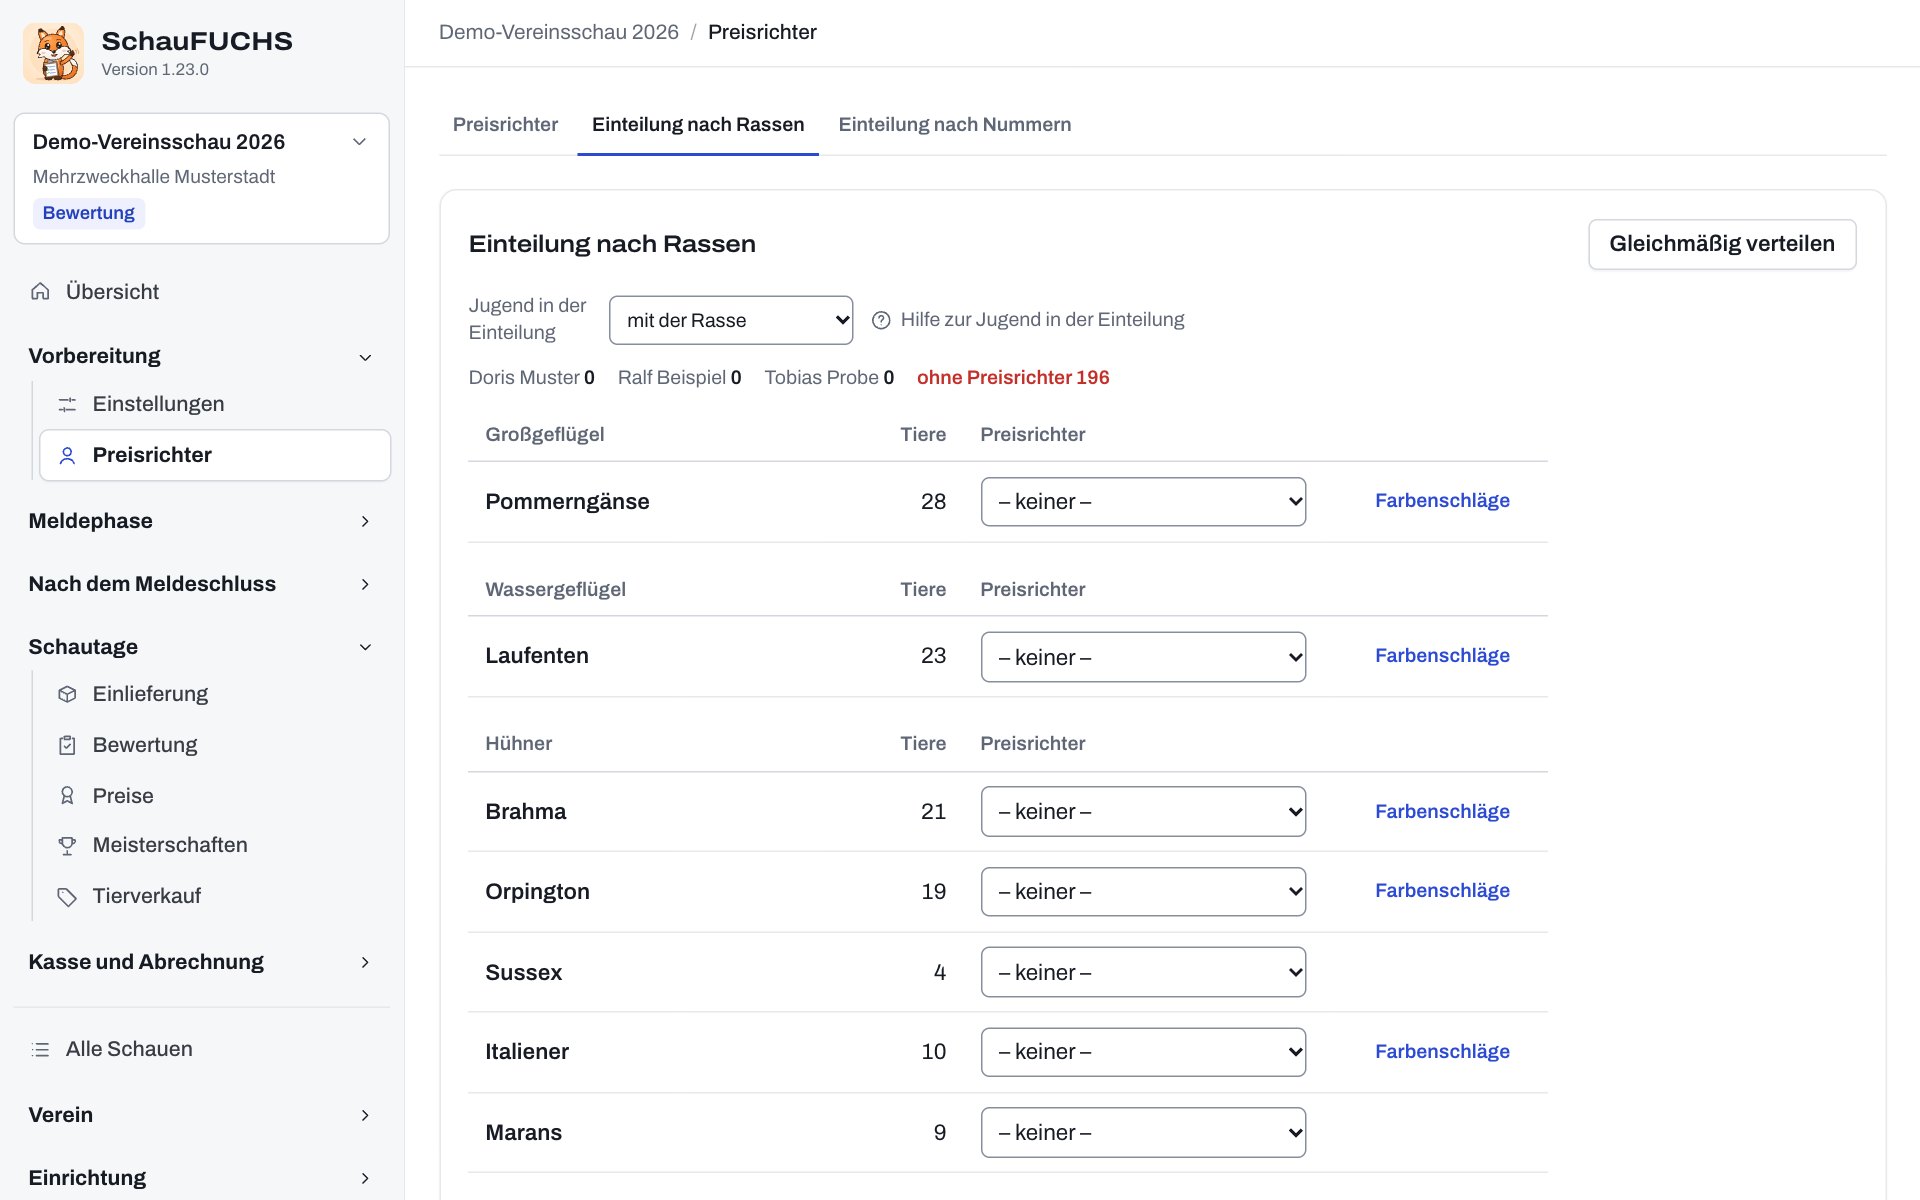 SchauFUCHS
Version 1.23.0
Demo-Vereinsschau 2026
Mehrzweckhalle Musterstadt
Bewertung
Übersicht
Vorbereitung
Einstellungen
Preisrichter
Meldephase
Nach dem Meldeschluss
Schautage
Einlieferung
Bewertung
Preise
Meisterschaften
Tierverkauf
Kasse und Abrechnung
Alle Schauen
Verein
Einrichtung
Demo-Vereinsschau 2026 / Preisrichter
Preisrichter Einteilung nach Rassen Einteilung nach Nummern
Einteilung nach Rassen
Gleichmäßig verteilen
Jugend in der
Einteilung
mit der Rasse
Hilfe zur Jugend in der Einteilung
Doris Muster 0 Ralf Beispiel 0 Tobias Probe 0 ohne Preisrichter 196
Großgeflügel Tiere Preisrichter
Pommerngänse 28 – keiner – Farbenschläge
Wassergeflügel Tiere Preisrichter
Laufenten 23 – keiner – Farbenschläge
Hühner Tiere Preisrichter
Brahma 21 – keiner – Farbenschläge
Orpington 19 – keiner – Farbenschläge
Sussex 4 – keiner –
Italiener 10 – keiner – Farbenschläge
Marans 9 – keiner –